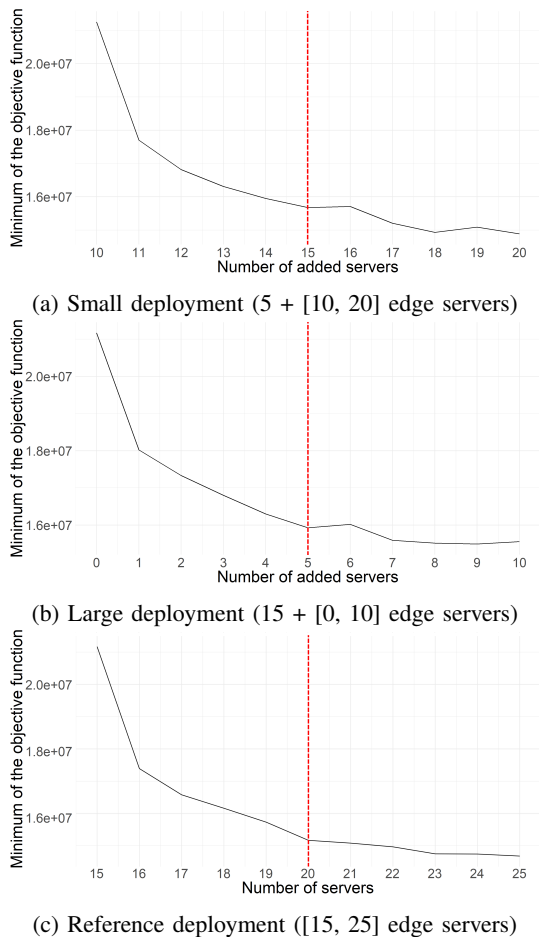 Minimum of the objective function
2.0e+07
1.8e+07
1.6e+07
10 11 12 13 14 15 16 17 18 19 20
Number of added servers
(a) Small deployment (5 + [10, 20] edge servers)
Minimum of the objective function
2.0e+07
1.8e+07
1.6e+07
0 1 2 3 4 5 6 7 8 9 10
Number of added servers
(b) Large deployment (15 + [0, 10] edge servers)
Minimum of the objective function
2.0e+07
1.8e+07
1.6e+07
15 16 17 18 19 20 21 22 23 24 25
Number of servers
(c) Reference deployment ([15, 25] edge servers)